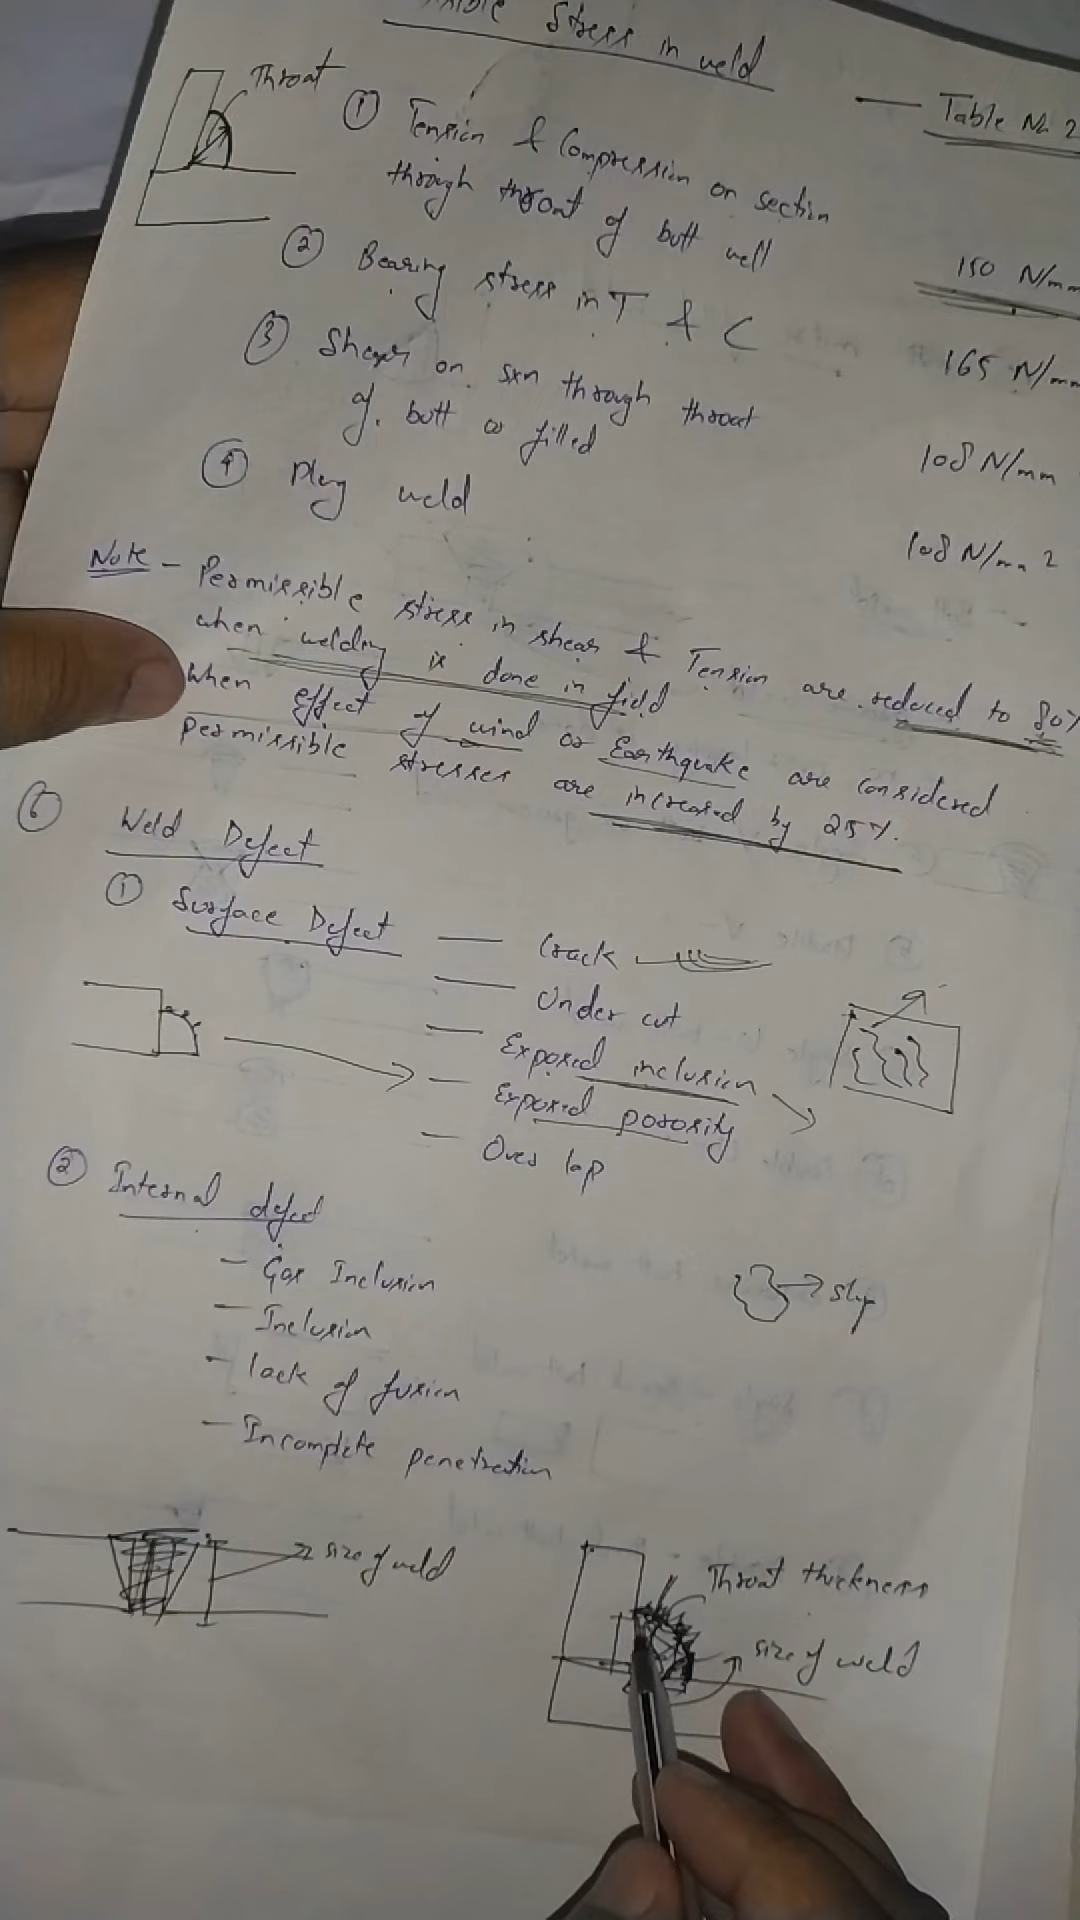 Stress in weld
— Table No. 2
Throat
① Tension & Compression on section
through throat of butt well
150 N/mm
② Bearing stress in T & C
165 N/mm
③ Shear on sxn through throat
of butt or filled
108 N/mm
④ Plug weld
108 N/mm2
Note - Permissible stress in shear & Tension are reduced to 80%
when welding is done in field
When effect of wind or Earthquake are considered
permissible stresses are increased by 25%.
⑥ Weld Defect
① Surface Defect — Crack
— Under cut
— Exposed inclusion
— Exposed porosity
— Over lap
② Internal defect
- Gas Inclusion
- Inclusion
- lack of fusion
- Incomplete penetration
size of weld
Throat thickness
size of weld